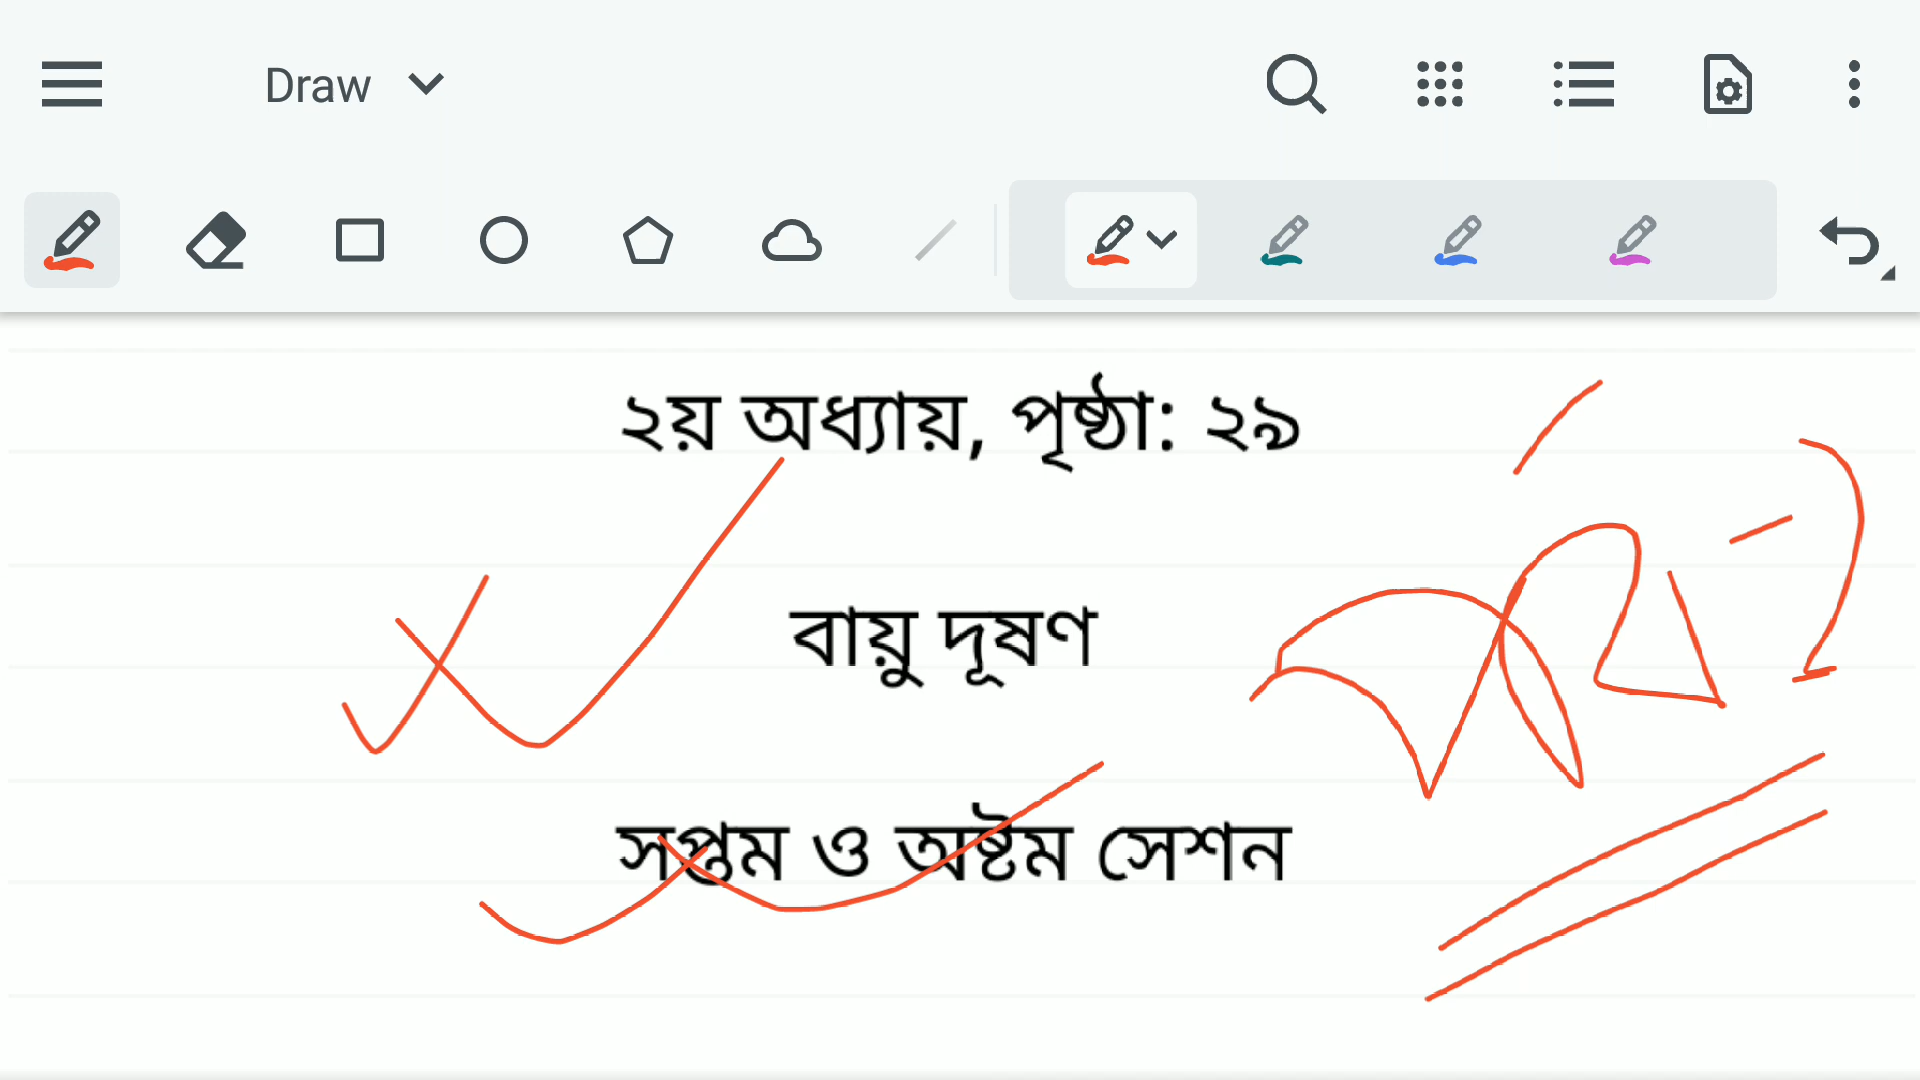 Draw
২য় অধ্যায়, পৃষ্ঠা: ২৯
বায়ু দূষণ
সপ্তম ও অষ্টম সেশন